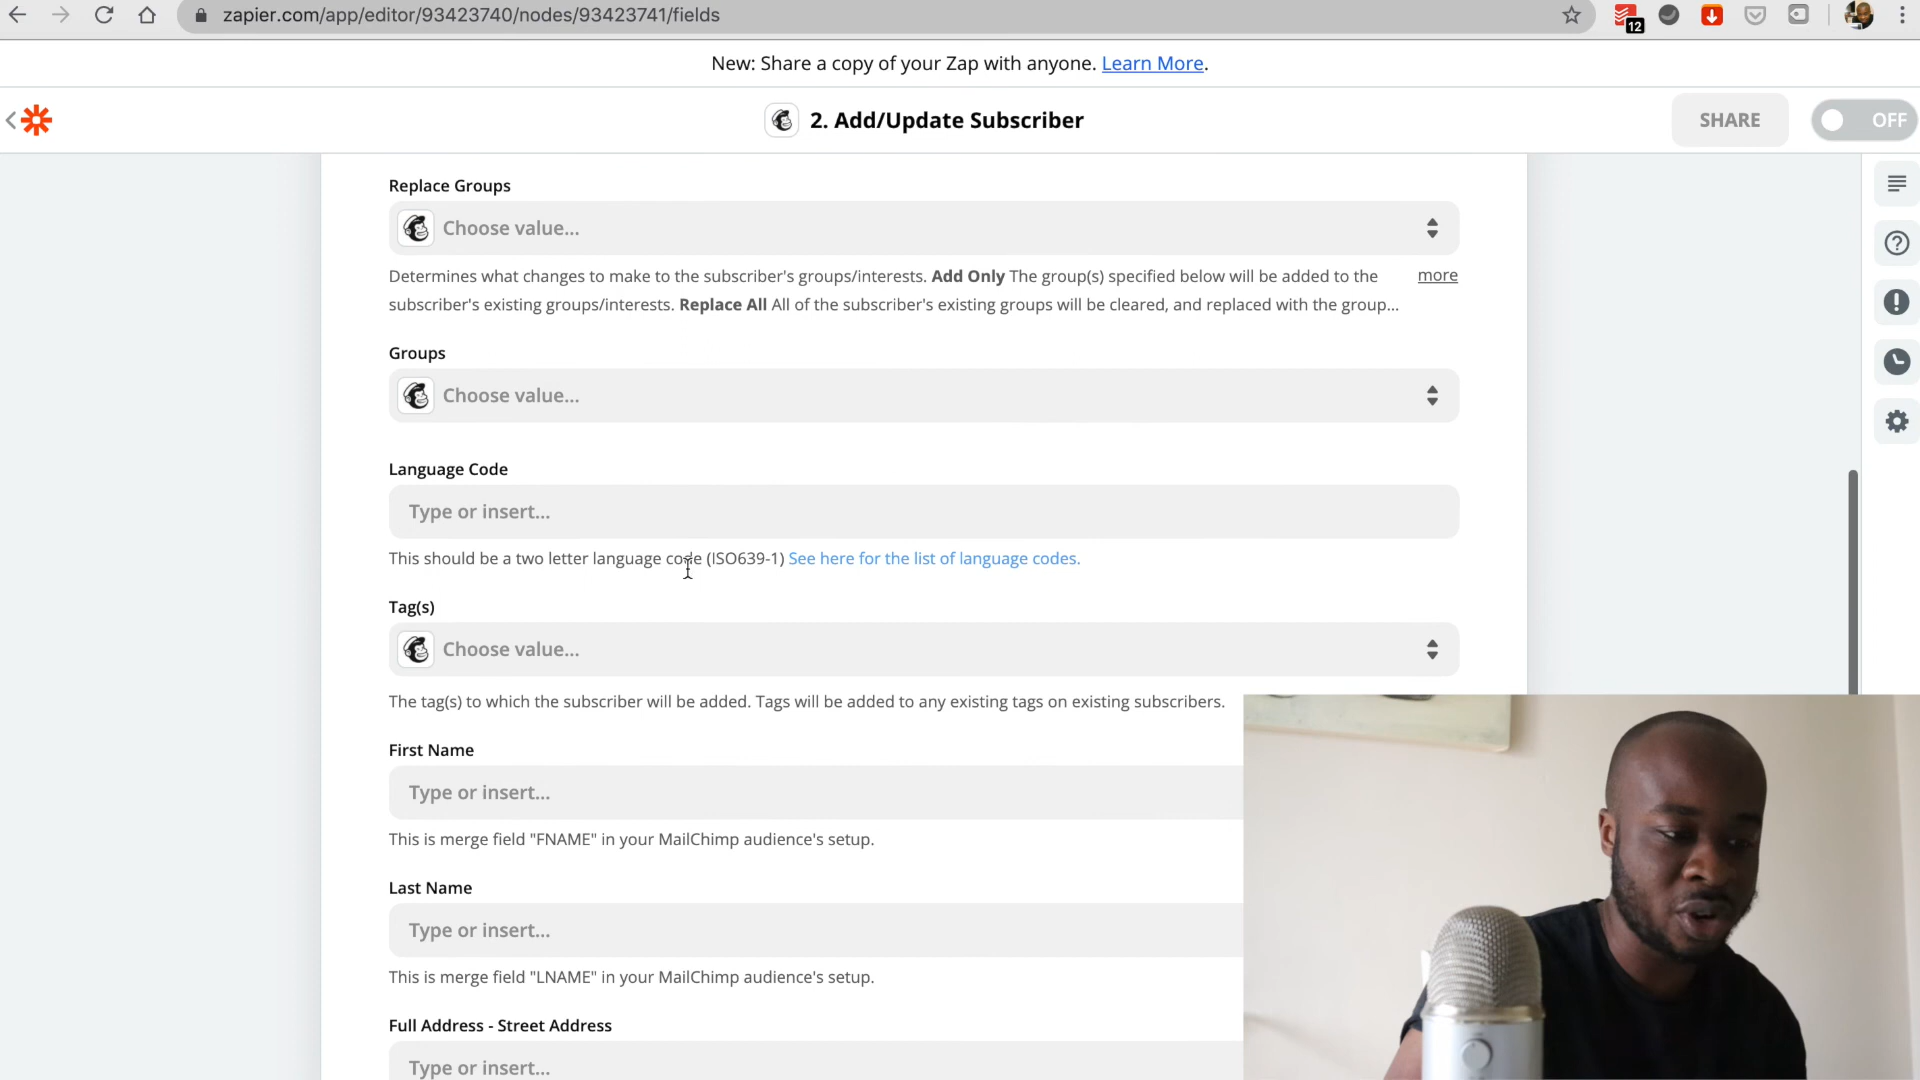 zapier.com/app/editor/93423740/nodes/93423741/fields
12
New: Share a copy of your Zap with anyone. Learn More.
2. Add/Update Subscriber
SHARE
OFF
Replace Groups
Choose value...
Determines what changes to make to the subscriber's groups/interests. Add Only The group(s) specified below will be added to the
more
subscriber's existing groups/interests. Replace All All of the subscriber's existing groups will be cleared, and replaced with the group...
Groups
Choose value...
Language Code
Type or insert...
This should be a two letter language code (ISO639-1) See here for the list of language codes.
Tag(s)
Choose value...
The tag(s) to which the subscriber will be added. Tags will be added to any existing tags on existing subscribers.
First Name
Type or insert...
This is merge field "FNAME" in your MailChimp audience's setup.
Last Name
Type or insert...
This is merge field "LNAME" in your MailChimp audience's setup.
Full Address - Street Address
Type or insert...